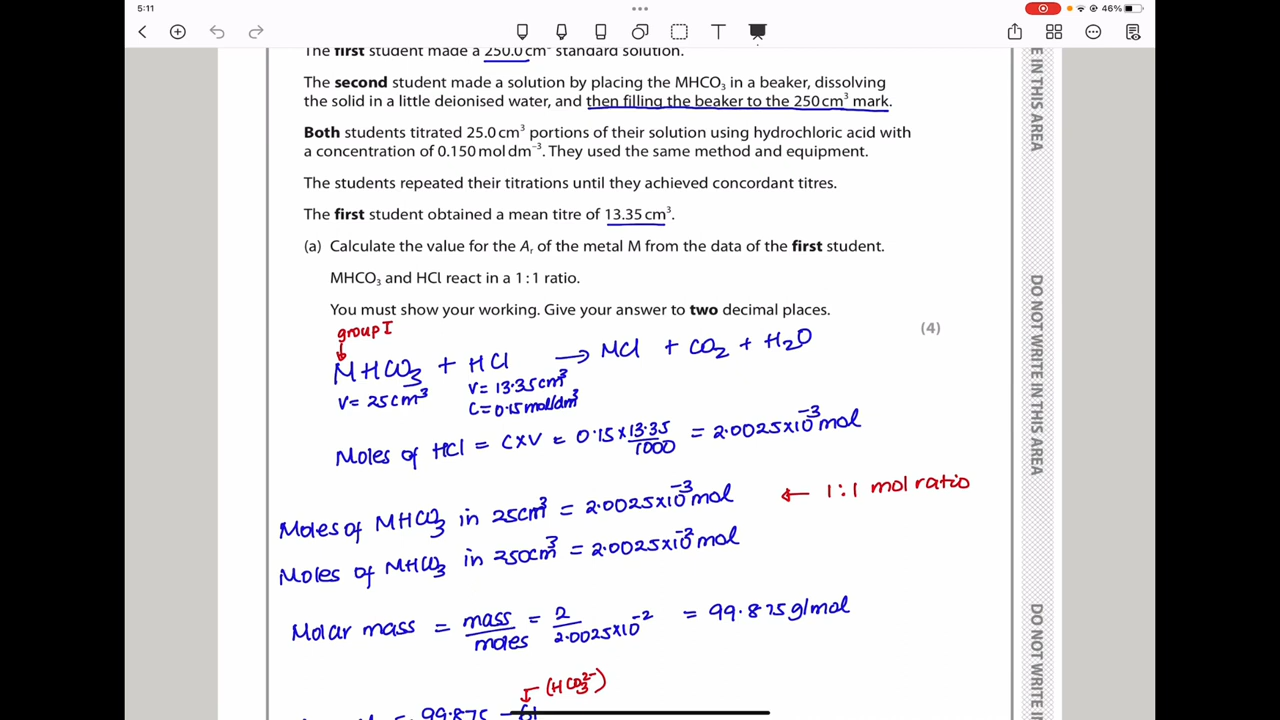 5:11
46%
The first student made a 250.0 cm³ standard solution.
The second student made a solution by placing the MHCO₃ in a beaker, dissolving
the solid in a little deionised water, and then filling the beaker to the 250 cm³ mark.
Both students titrated 25.0 cm³ portions of their solution using hydrochloric acid with
a concentration of 0.150 mol dm⁻³. They used the same method and equipment.
The students repeated their titrations until they achieved concordant titres.
The first student obtained a mean titre of 13.35 cm³.
(a) Calculate the value for the Aᵣ of the metal M from the data of the first student.
MHCO₃ and HCl react in a 1 : 1 ratio.
You must show your working. Give your answer to two decimal places.
(4)
group I
MHCO₃ + HCl → MCl + CO₂ + H₂O
V = 25cm³ V = 13.35cm³
C = 0.15mol/dm³
Moles of HCl = C×V = 0.15×13.35/1000 = 2.0025×10⁻³ mol
Moles of MHCO₃ in 25cm³ = 2.0025×10⁻³ mol ← 1:1 mol ratio
Moles of MHCO₃ in 250cm³ = 2.0025×10⁻² mol
Molar mass = mass/moles = 2/2.0025×10⁻² = 99.875 g/mol
(HCO₃²⁻)
99.875 - 61
E IN THIS AREA
DO NOT WRITE IN THIS AREA
DO NOT WRITE IN